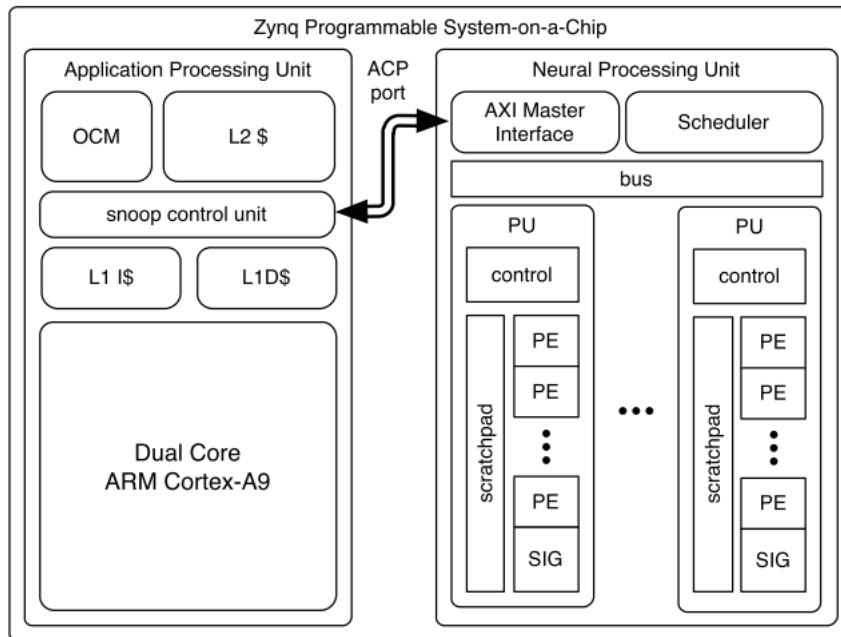 Zynq Programmable System-on-a-Chip
Application Processing Unit
OCM
L2 $
snoop control unit
L1 I$
L1D$
Dual Core
ARM Cortex-A9
ACP
port
Neural Processing Unit
AXI Master
Interface
Scheduler
bus
PU
control
scratchpad
PE
PE
PE
SIG
PU
control
scratchpad
PE
PE
PE
SIG